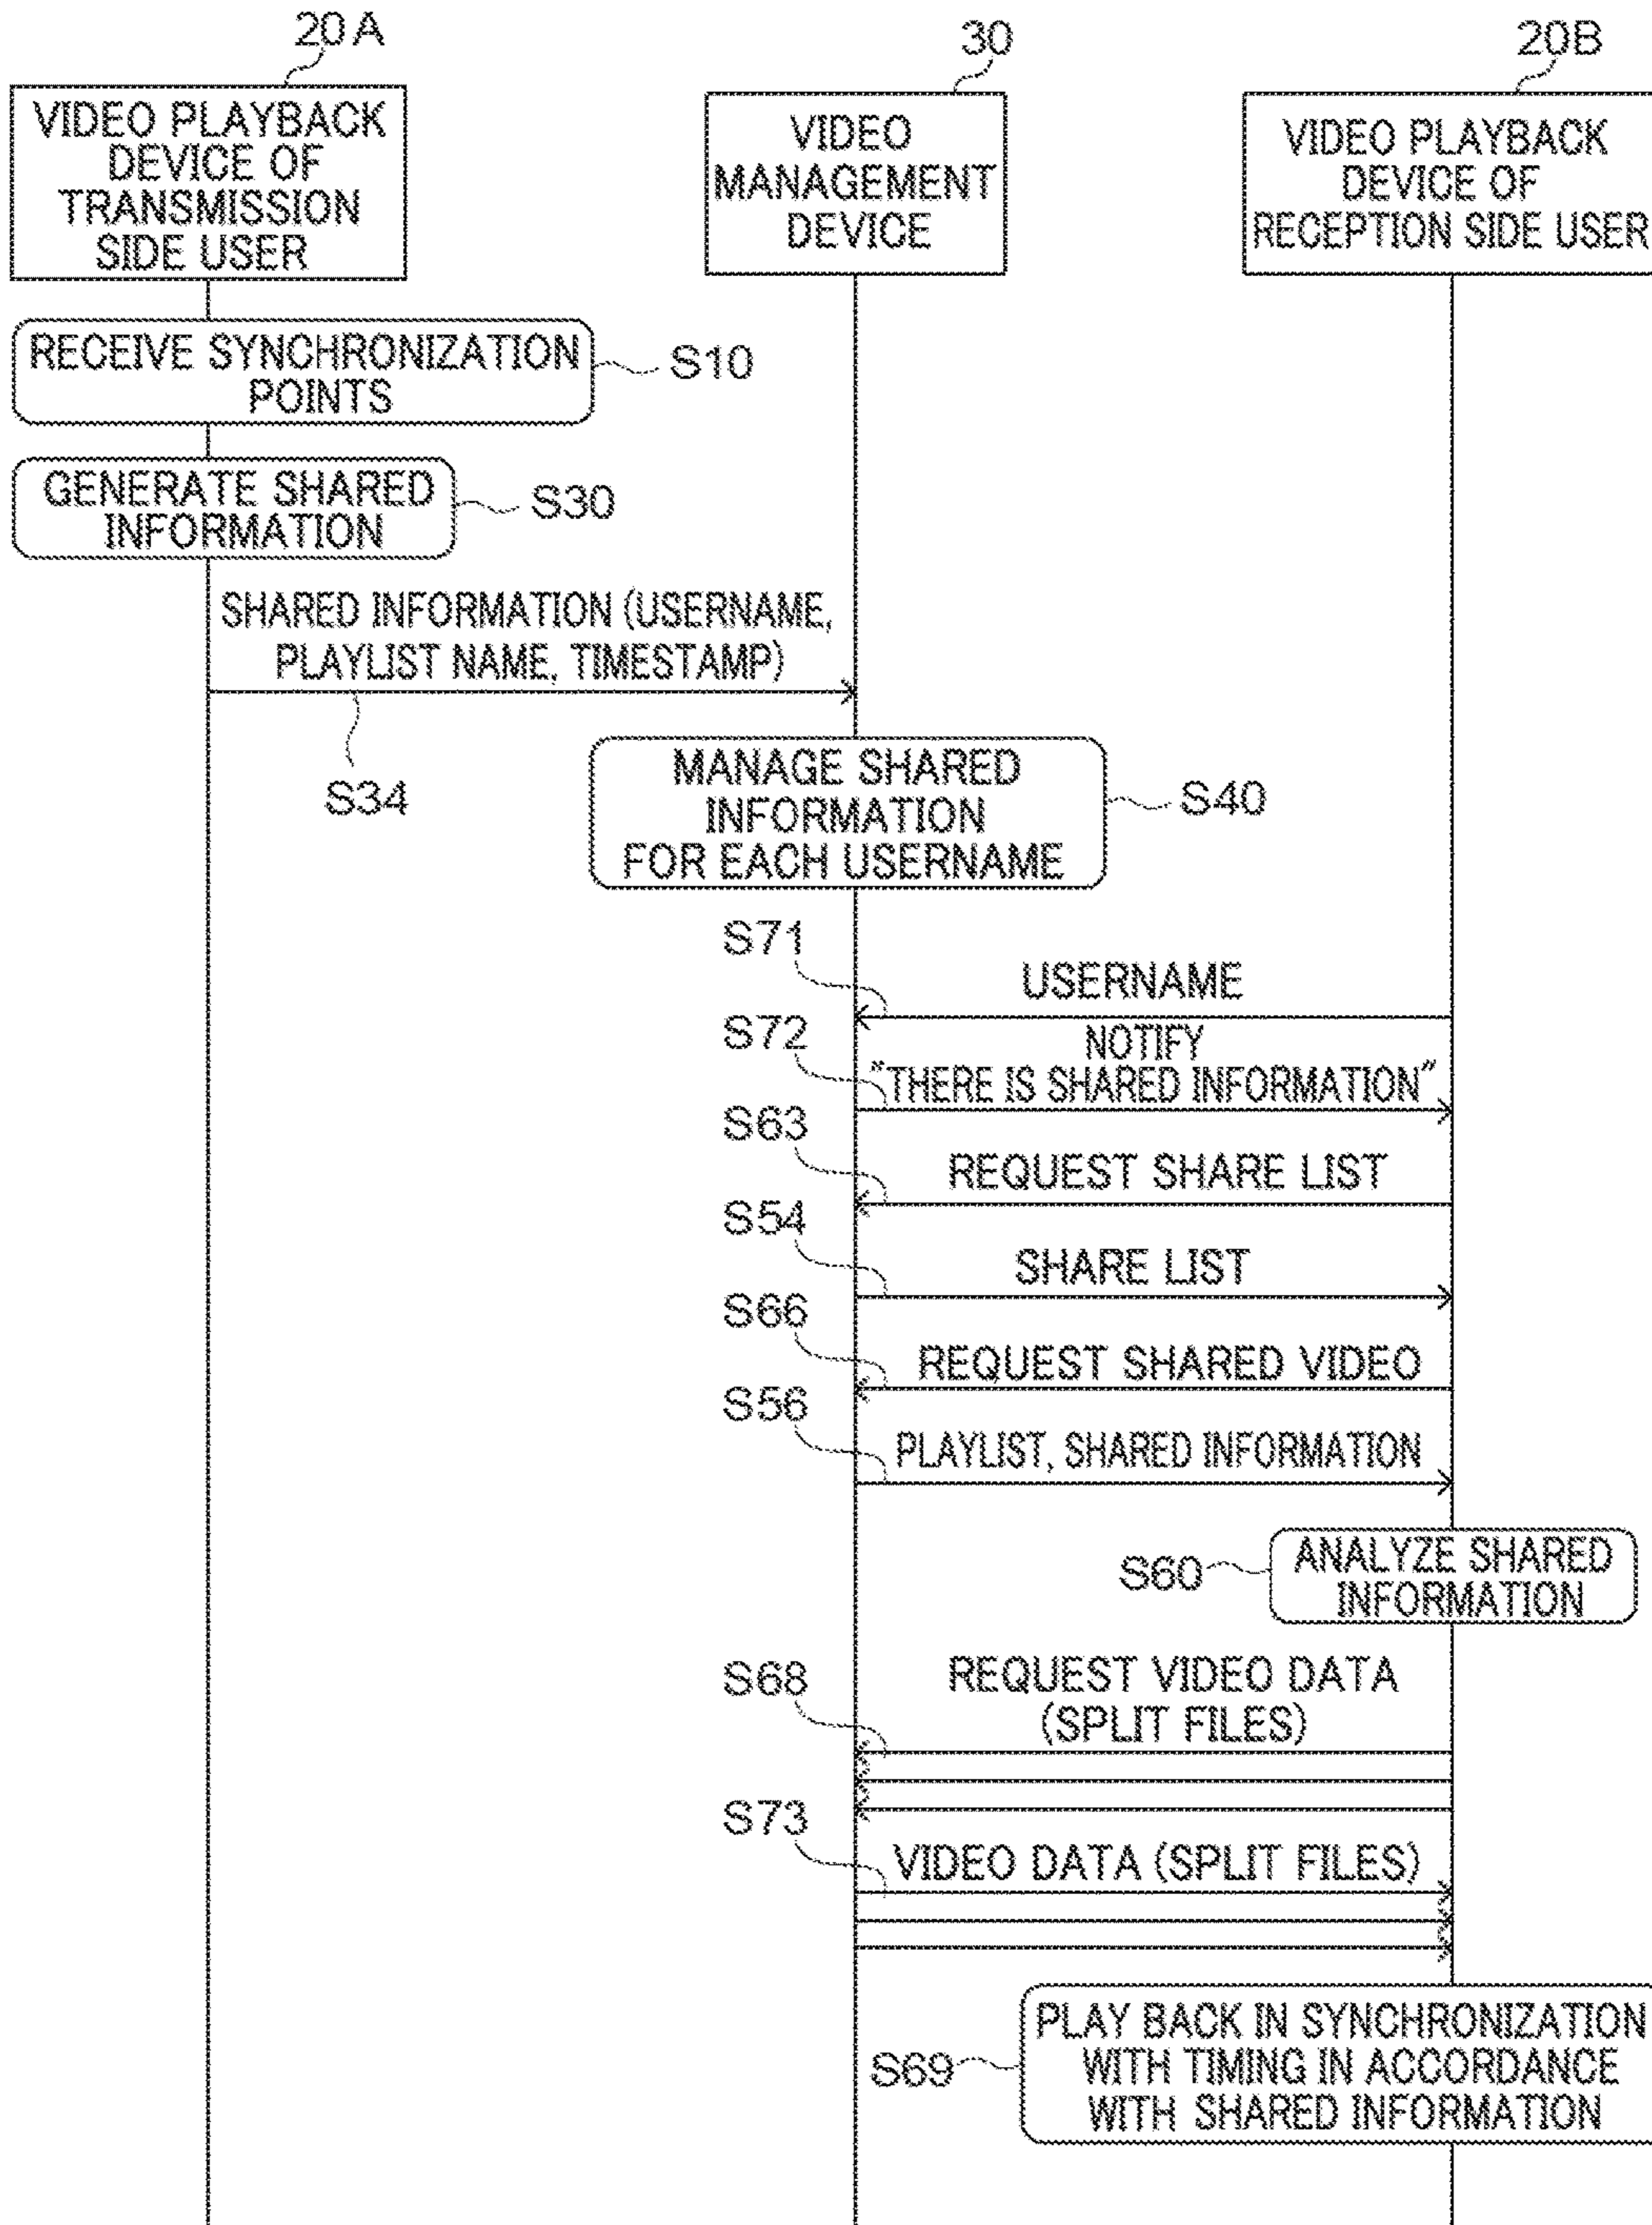 20A
30
20B
VIDEO PLAYBACK
DEVICE OF
TRANSMISSION
SIDE USER
VIDEO
MANAGEMENT
DEVICE
VIDEO PLAYBACK
DEVICE OF
RECEPTION SIDE USER
RECEIVE SYNCHRONIZATION
POINTS
S10
GENERATE SHARED
INFORMATION
S30
SHARED INFORMATION (USERNAME,
PLAYLIST NAME, TIMESTAMP)
S34
MANAGE SHARED
INFORMATION
FOR EACH USERNAME
S40
S71
USERNAME
S72
NOTIFY
"THERE IS SHARED INFORMATION"
S63
REQUEST SHARE LIST
S54
SHARE LIST
S66
REQUEST SHARED VIDEO
S56
PLAYLIST, SHARED INFORMATION
S60
ANALYZE SHARED
INFORMATION
S68
REQUEST VIDEO DATA
(SPLIT FILES)
S73
VIDEO DATA (SPLIT FILES)
S69
PLAY BACK IN SYNCHRONIZATION
WITH TIMING IN ACCORDANCE
WITH SHARED INFORMATION